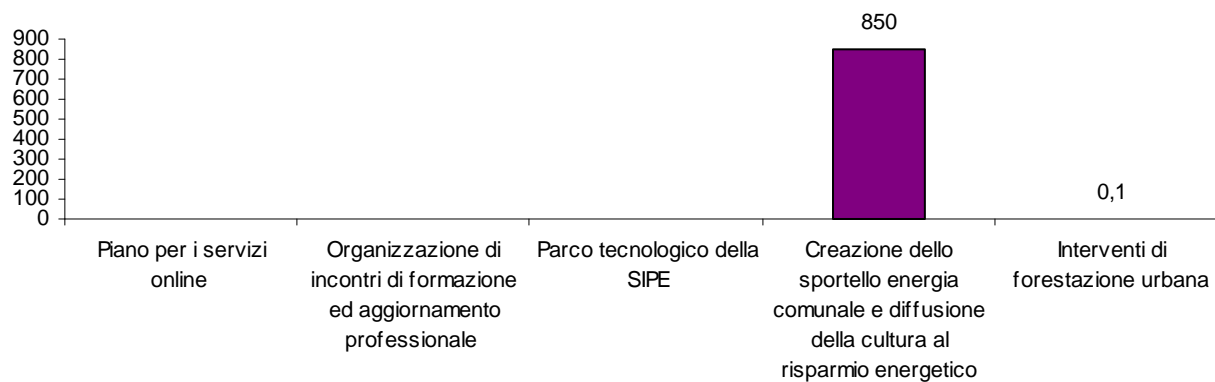 850
900
800
700
600
500
400
300
200
100
0
0,1
Piano per i servizi
online
Organizzazione di
incontri di formazione
ed aggiornamento
professionale
Parco tecnologico della
SIPE
Creazione dello
sportello energia
comunale e diffusione
della cultura al
risparmio energetico
Interventi di
forestazione urbana